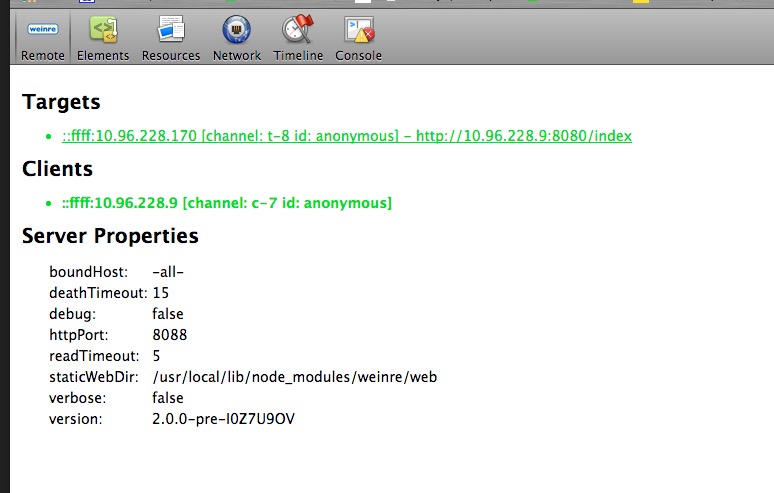 weinre
Remote Elements Resources Network Timeline Console
Targets
• ::ffff:10.96.228.170 [channel: t-8 id: anonymous] - http://10.96.228.9:8080/index
Clients
• ::ffff:10.96.228.9 [channel: c-7 id: anonymous]
Server Properties
boundHost: -all-
deathTimeout: 15
debug: false
httpPort: 8088
readTimeout: 5
staticWebDir: /usr/local/lib/node_modules/weinre/web
verbose: false
version: 2.0.0-pre-I0Z7U9OV